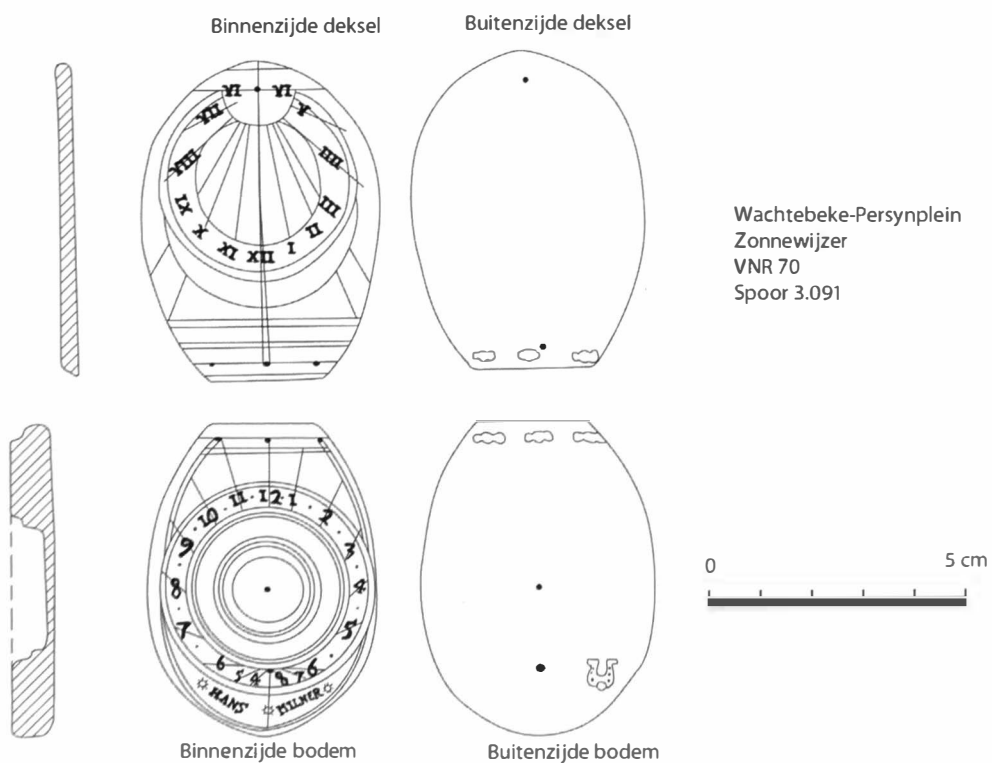 Binnenzijde deksel
Buitenzijde deksel
VI VII VIII IX X XI XII I II III IIII V VI
Wachtebeke-Persynplein
Zonnewijzer
VNR 70
Spoor 3.091
4 5 6 · 7 · 8 · 9 · 10 · 11 · 12 · 1 · 2 · 3 · 4 · 5 · 6 · 7 8
HANS MILNER
0 5 cm
Binnenzijde bodem
Buitenzijde bodem